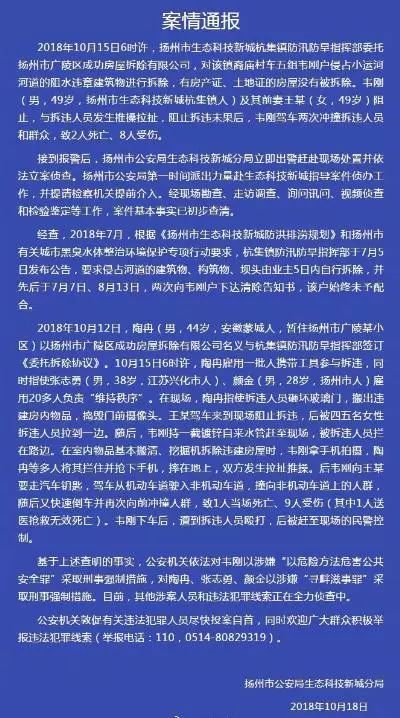 案情通报
2018年10月15日6时许，扬州市生态科技新城杭集镇防汛防旱指挥部委托
扬州市广陵区成功房屋拆除有限公司，对该镇裔庙村车五组韦刚户侵占小运河
河道的阻水违章建筑物进行拆除，有房产证、土地证的房屋没有被拆除。韦刚
（男，49岁，扬州市生态科技新城杭集镇人）及其前妻王某（女，49岁）阻
止，与拆违人员发生推搡拉扯，阻止拆违未果后，韦刚驾车两次冲撞拆违人员
和群众，致2人死亡、8人受伤。
接到报警后，扬州市公安局生态科技新城分局立即出警赶赴现场处置并依
法立案侦查。扬州市公安局第一时间派出力量赴生态科技新城指导案件侦办工
作，并提请检察机关提前介入。经现场勘查、走访调查、询问讯问、视频侦查
和检验鉴定等工作，案件基本事实已初步查清。
经查，2018年7月，根据《扬州市生态科技新城防洪排涝规划》和扬州市
有关城市黑臭水体整治环境保护专项行动要求，杭集镇防汛防旱指挥部于7月5
日发布公告，要求侵占河道的建筑物、构筑物、坝头由业主5日内自行拆除，并
先后于7月7日、8月13日，两次向韦刚户下达清除告知书，该户始终未予配
合。
2018年10月12日，陶冉（男，44岁，安徽蒙城人，暂住扬州市广陵某小
区）以扬州市广陵区成功房屋拆除有限公司名义与杭集镇防汛防旱指挥部签订
《委托拆除协议》。10月15日6时许，陶冉雇用一批人携带工具参与拆违，同
时指使张志勇（男，38岁，江苏兴化市人）、颜金（男，28岁，扬州市人）雇
用20多人负责“维持秩序”。在现场，陶冉指使拆违人员砸坏玻璃门，搬出违
建房内物品，捣毁门前摄像头。王某驾车来到现场阻止拆违，后被四五名女性
拆违人员拉到一边。随后，韦刚持一截镀锌自来水管赶至现场，被拆违人员拦
在路边。在室内物品基本搬清、挖掘机拆除违建房屋时，韦刚拿手机拍摄，陶
冉等多人将其拦住并抢下手机，摔在地上，双方发生拉扯推搡。后韦刚向王某
要走汽车钥匙，驾车从机动车道驶入非机动车道，撞向非机动车道上的人群，
随后又快速倒车并再次向前冲撞人群，致1人当场死亡、9人受伤（其中1人送
医抢救无效死亡）。韦刚下车后，遭到拆违人员殴打，后被赶至现场的民警控
制。
基于上述查明的事实，公安机关依法对韦刚以涉嫌“以危险方法危害公共
安全罪”采取刑事强制措施，对陶冉、张志勇、颜金以涉嫌“寻衅滋事罪”采
取刑事强制措施。目前，其他涉案人员和违法犯罪线索正在全力侦查中。
公安机关敦促有关违法犯罪人员尽快投案自首，同时欢迎广大群众积极举
报违法犯罪线索（举报电话：110，0514-80829319）。
扬州市公安局生态科技新城分局
2018年10月18日